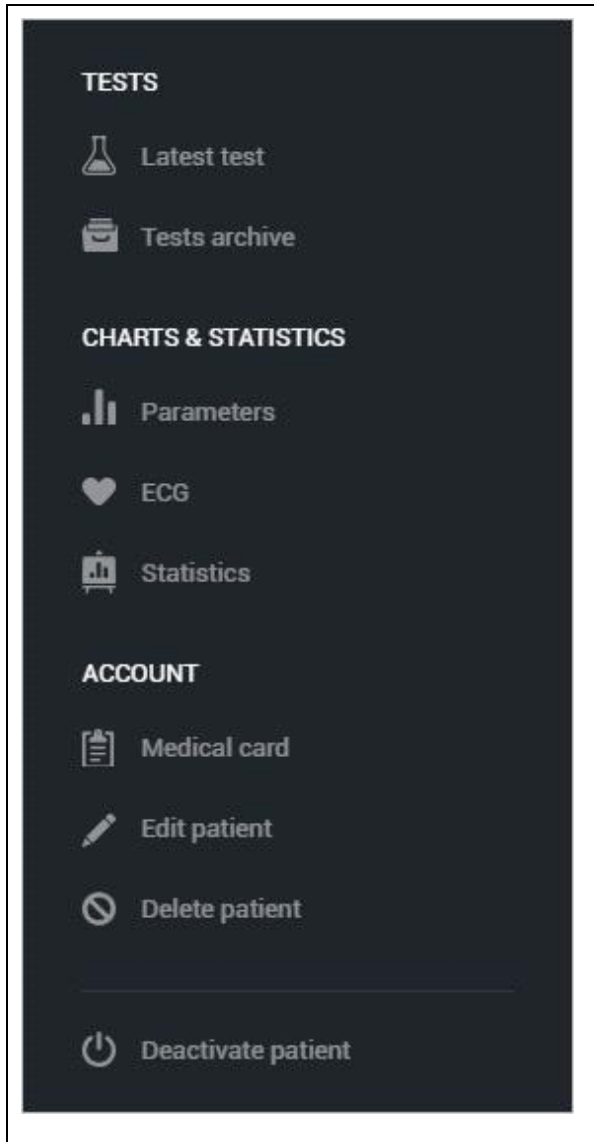 TESTS
Latest test
Tests archive
CHARTS & STATISTICS
Parameters
ECG
Statistics
ACCOUNT
Medical card
Edit patient
Delete patient
Deactivate patient